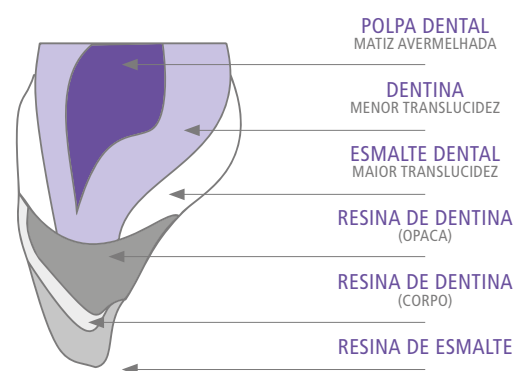 POLPA DENTAL
MATIZ AVERMELHADA
DENTINA
MENOR TRANSLUCIDEZ
ESMALTE DENTAL
MAIOR TRANSLUCIDEZ
RESINA DE DENTINA
(OPACA)
RESINA DE DENTINA
(CORPO)
RESINA DE ESMALTE